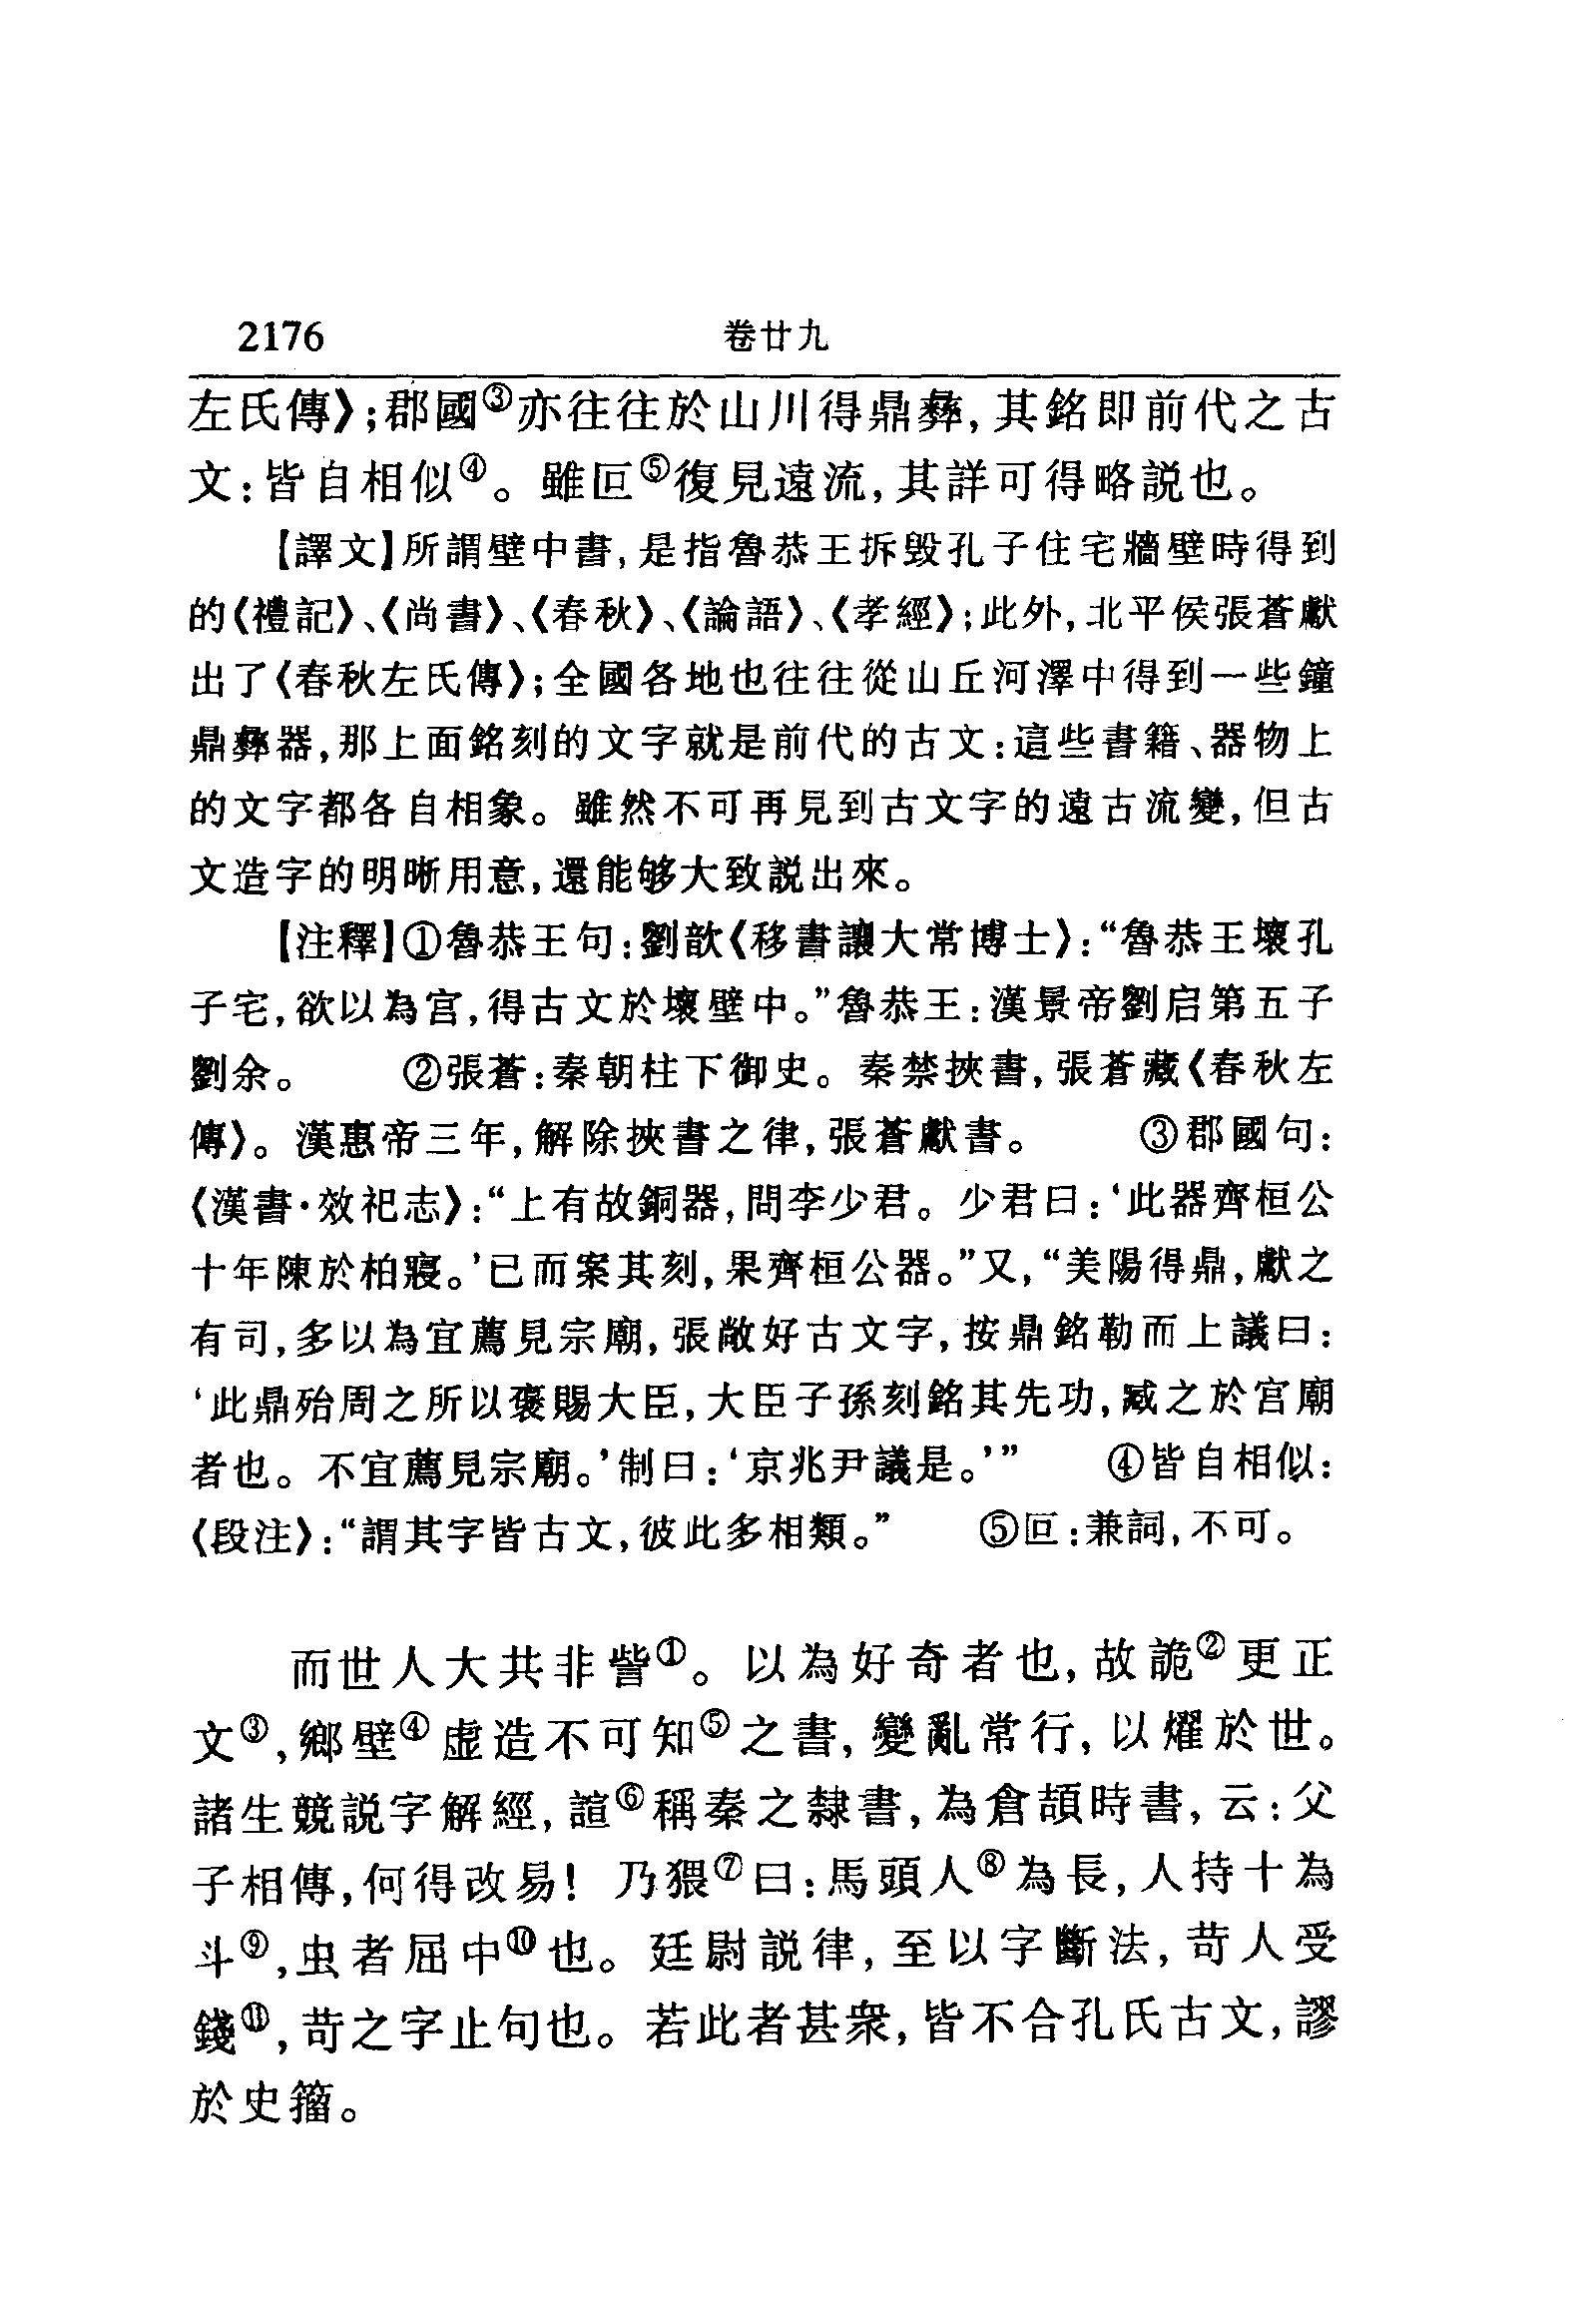 2176 卷廿九
左氏傳》;郡國③亦往往於山川得鼎彝,其銘即前代之古
文:皆自相似④。雖叵⑤復見遠流,其詳可得略説也。
【譯文】所謂壁中書,是指魯恭王拆毀孔子住宅牆壁時得到
的《禮記》、《尚書》、《春秋》、《論語》、《孝經》;此外,北平侯張蒼獻
出了《春秋左氏傳》;全國各地也往往從山丘河澤中得到一些鐘
鼎彝器,那上面銘刻的文字就是前代的古文:這些書籍、器物上
的文字都各自相象。雖然不可再見到古文字的遠古流變,但古
文造字的明晰用意,還能够大致説出來。
【注釋】①魯恭王句:劉歆《移書讓大常博士》:“魯恭王壞孔
子宅,欲以為宫,得古文於壞壁中。”魯恭王:漢景帝劉启第五子
劉余。 ②張蒼:秦朝柱下御史。秦禁挾書,張蒼藏《春秋左
傳》。漢惠帝三年,解除挾書之律,張蒼獻書。 ③郡國句:
《漢書·效祀志》:“上有故銅器,問李少君。少君曰:‘此器齊桓公
十年陳於柏寢。’已而案其刻,果齊桓公器。”又,“美陽得鼎,獻之
有司,多以為宜薦見宗廟,張敞好古文字,按鼎銘勒而上議曰:
‘此鼎殆周之所以褒賜大臣,大臣子孫刻銘其先功,臧之於宫廟
者也。不宜薦見宗廟。’制曰:‘京兆尹議是。’” ④皆自相似:
《段注》:“謂其字皆古文,彼此多相類。” ⑤叵:兼詞,不可。
而世人大共非訾①。以為好奇者也,故詭②更正
文③,鄉壁④虛造不可知⑤之書,變亂常行,以燿於世。
諸生競説字解經,諠⑥稱秦之隸書,為倉頡時書,云:父
子相傳,何得改易!乃猥⑦曰:馬頭人⑧為長,人持十為
斗⑨,虫者屈中⑩也。廷尉説律,至以字斷法,苛人受
錢⑪,苛之字止句也。若此者甚衆,皆不合孔氏古文,謬
於史籀。